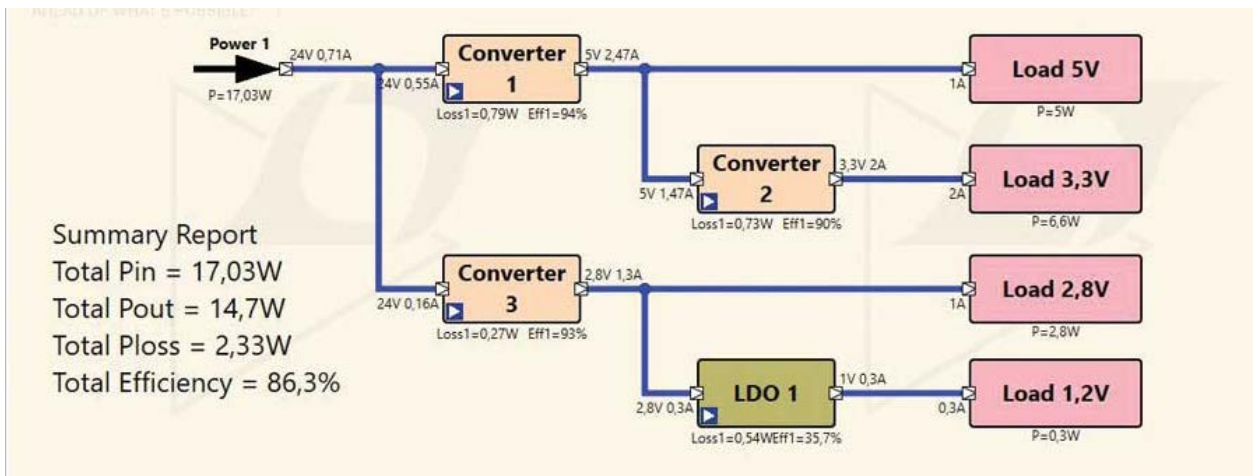 AHEAD OF WHAT'S POSSIBLE
Power 1
24V 0,71A
P=17,03W
24V 0,55A
Converter
1
Loss1=0,79W Eff1=94%
5V 2,47A
1A
Load 5V
P=5W
5V 1,47A
Converter
2
Loss1=0,73W Eff1=90%
3,3V 2A
2A
Load 3,3V
P=6,6W
Summary Report
Total Pin = 17,03W
Total Pout = 14,7W
Total Ploss = 2,33W
Total Efficiency = 86,3%
24V 0,16A
Converter
3
Loss1=0,27W Eff1=93%
2,8V 1,3A
1A
Load 2,8V
P=2,8W
2,8V 0,3A
LDO 1
Loss1=0,54WEff1=35,7%
1V 0,3A
0,3A
Load 1,2V
P=0,3W